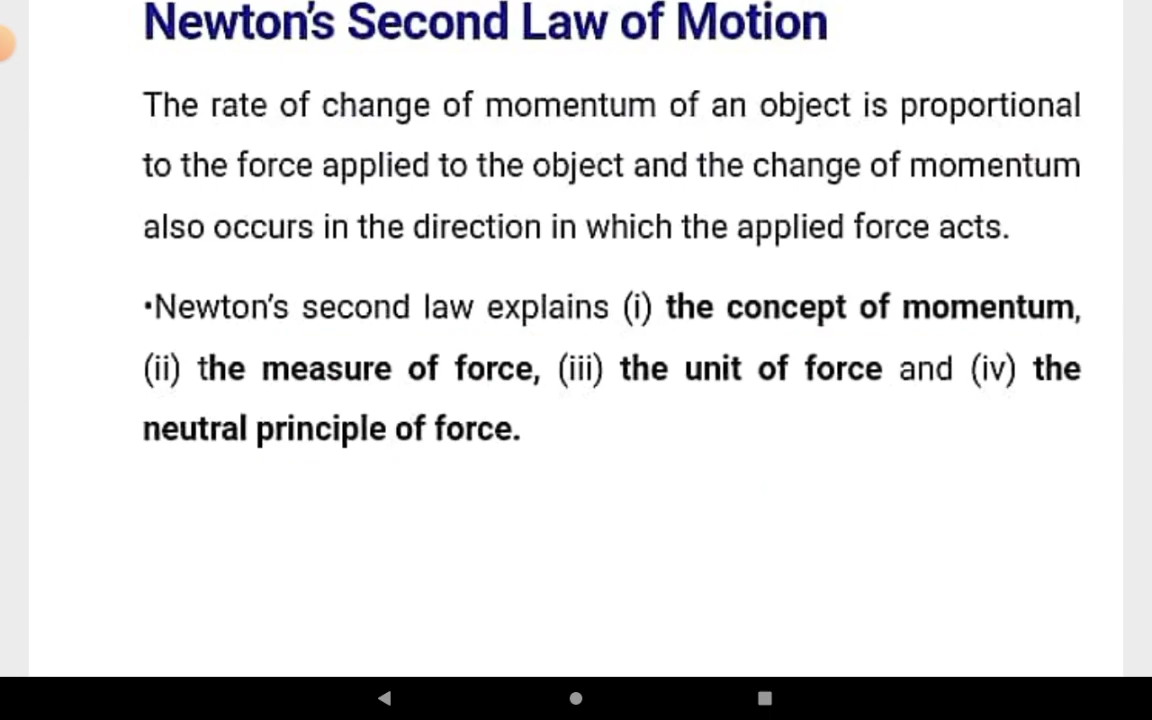 Newton's Second Law of Motion
The rate of change of momentum of an object is proportional
to the force applied to the object and the change of momentum
also occurs in the direction in which the applied force acts.
•Newton's second law explains (i) the concept of momentum,
(ii) the measure of force, (iii) the unit of force and (iv) the
neutral principle of force.